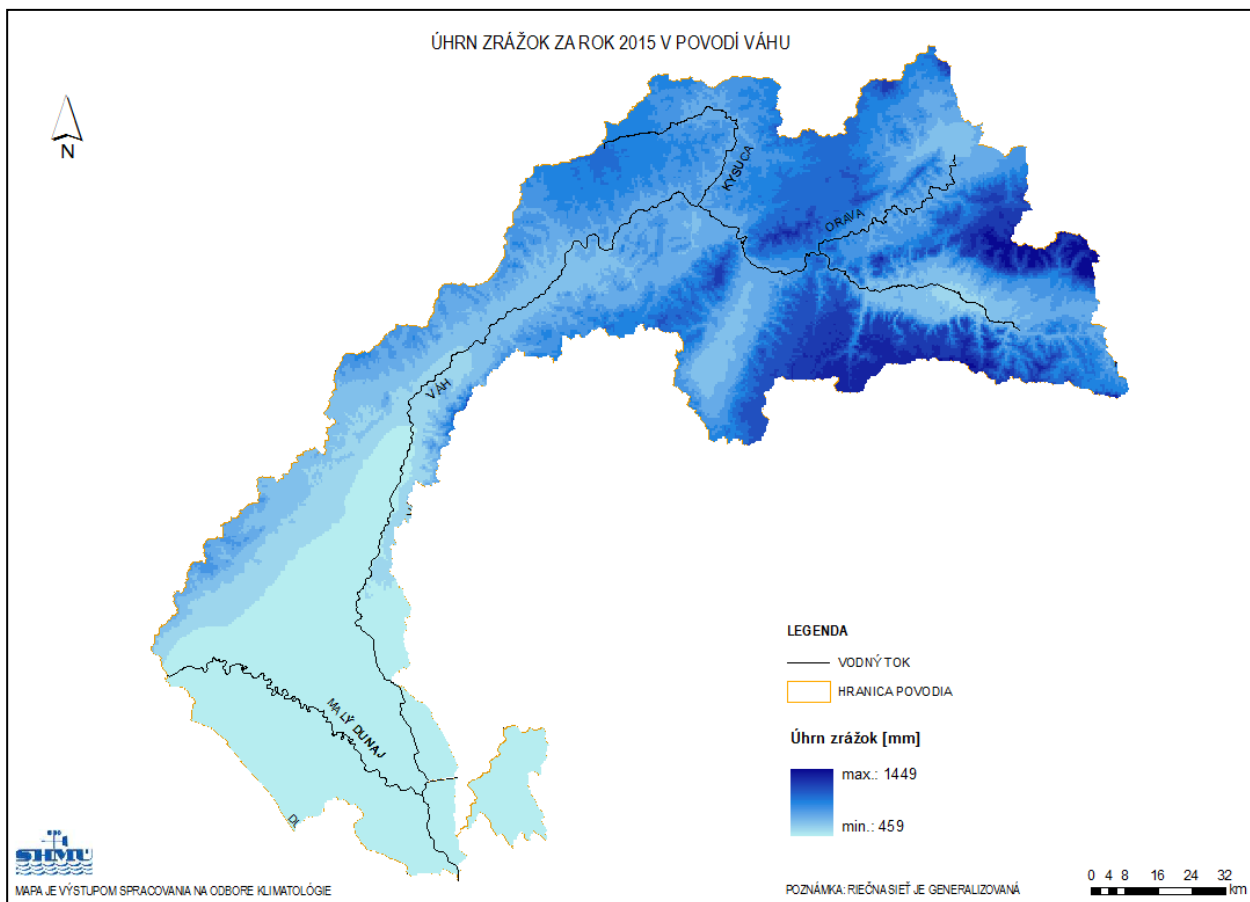 ÚHRN ZRÁŽOK ZA ROK 2015 V POVODÍ VÁHU
N
KYSUCA
ORAVA
VÁH
MALÝ DUNAJ
LEGENDA
VODNÝ TOK
HRANICA POVODIA
Úhrn zrážok [mm]
max.: 1449
min.: 459
SHMÚ
MAPA JE VÝSTUPOM SPRACOVANIA NA ODBORE KLIMATOLÓGIE
POZNÁMKA: RIEČNA SIEŤ JE GENERALIZOVANÁ
0 4 8 16 24 32
km